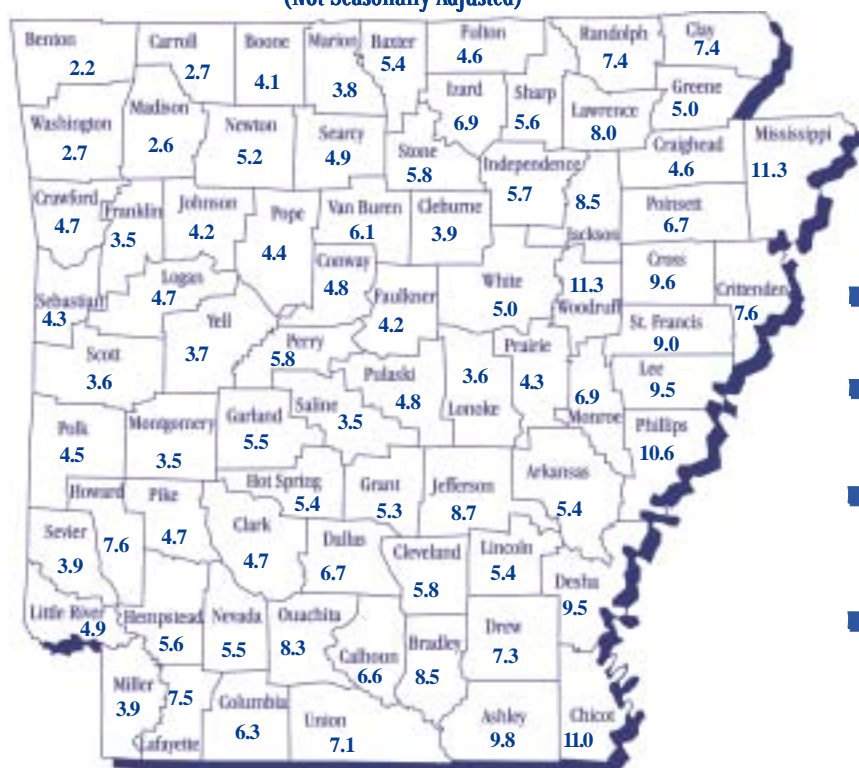 (Not Seasonally Adjusted)
Benton
2.2
Carroll
2.7
Boone
4.1
Marion
3.8
Baxter
5.4
Fulton
4.6
Randolph
7.4
Clay
7.4
Izard
6.9
Sharp
5.6
Lawrence
8.0
Greene
5.0
Washington
2.7
Madison
2.6
Newton
5.2
Searcy
4.9
Stone
5.8
Independence
5.7
8.5
Jackson
Craighead
4.6
Mississippi
11.3
Crawford
4.7
Franklin
3.5
Johnson
4.2
Pope
4.4
Van Buren
6.1
Cleburne
3.9
Poinsett
6.7
Sebastian
4.3
Logan
4.7
Conway
4.8
Faulkner
4.2
White
5.0
11.3
Woodruff
Cross
9.6
Crittenden
7.6
Scott
3.6
Yell
3.7
Perry
5.8
St. Francis
9.0
Pulaski
4.8
3.6
Lonoke
Prairie
4.3
6.9
Monroe
Lee
9.5
Polk
4.5
Montgomery
3.5
Garland
5.5
Saline
3.5
Phillips
10.6
Howard
7.6
Pike
4.7
Hot Spring
5.4
Grant
5.3
Jefferson
8.7
Arkansas
5.4
Sevier
3.9
Clark
4.7
Dallas
6.7
Cleveland
5.8
Lincoln
5.4
Desha
9.5
Little River
4.9
Hempstead
5.6
Nevada
5.5
Ouachita
8.3
Calhoun
6.6
Bradley
8.5
Drew
7.3
Miller
3.9
7.5
Lafayette
Columbia
6.3
Union
7.1
Ashley
9.8
Chicot
11.0